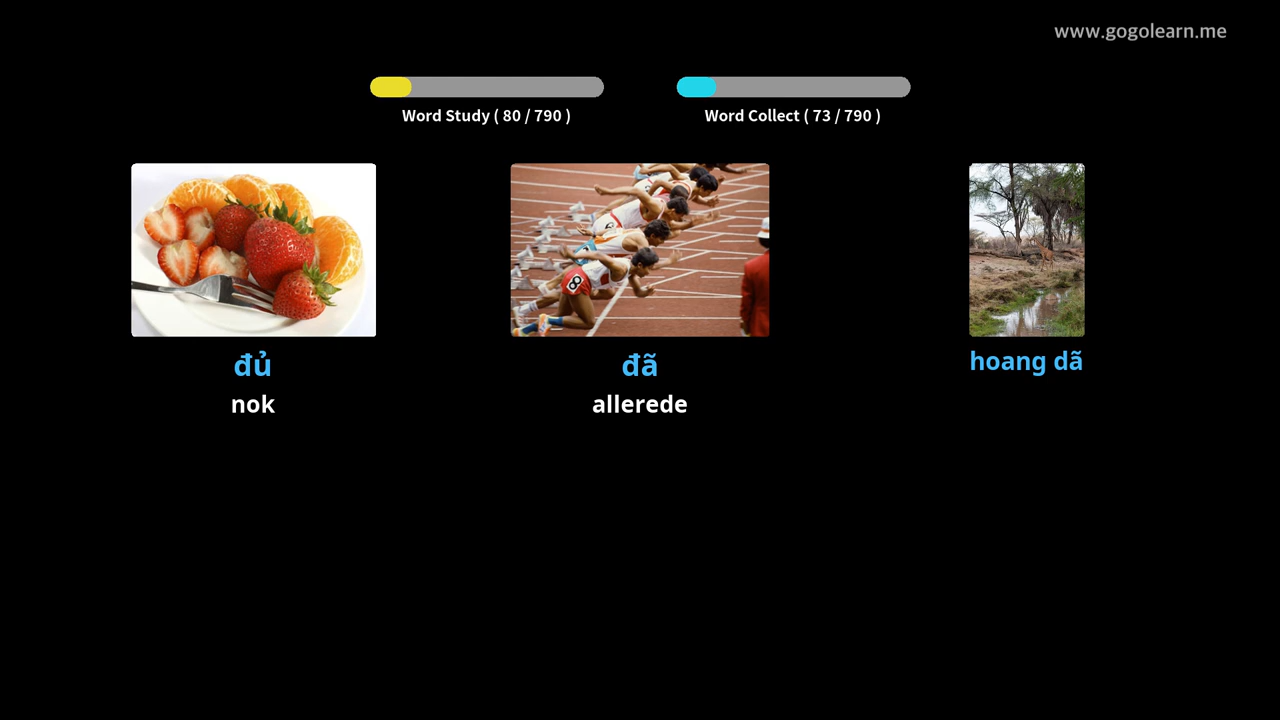 www.gogolearn.me
Word Study ( 80 / 790 )
Word Collect ( 73 / 790 )
đủ
nok
đã
allerede
hoang dã